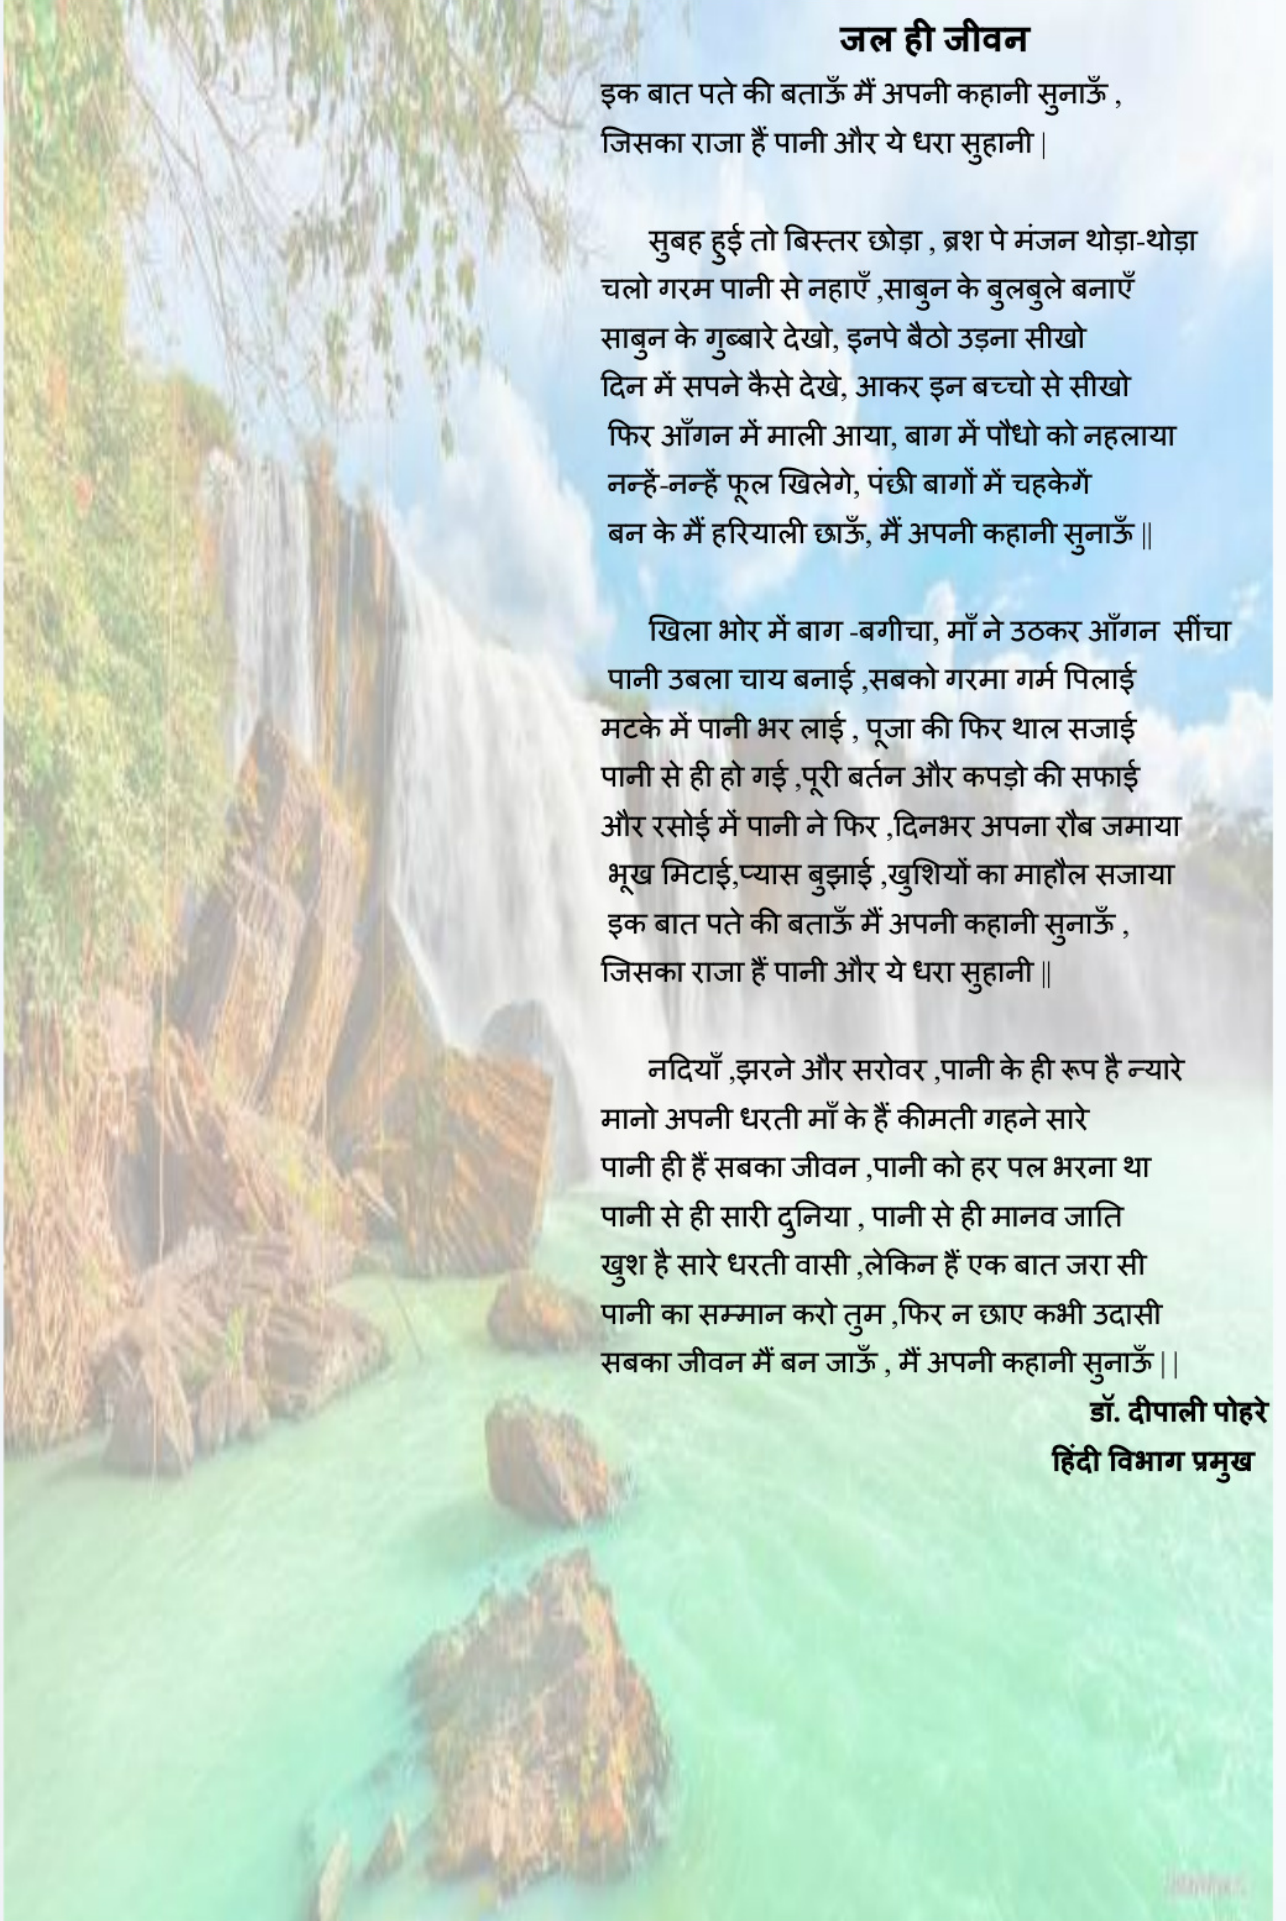 जल ही जीवन
इक बात पते की बताऊँ मैं अपनी कहानी सुनाऊँ ,
जिसका राजा हैं पानी और ये धरा सुहानी |
सुबह हुई तो बिस्तर छोड़ा , ब्रश पे मंजन थोड़ा-थोड़ा
चलो गरम पानी से नहाएँ ,साबुन के बुलबुले बनाएँ
साबुन के गुब्बारे देखो, इनपे बैठो उड़ना सीखो
दिन में सपने कैसे देखे, आकर इन बच्चो से सीखो
फिर आँगन में माली आया, बाग में पौधो को नहलाया
नन्हें-नन्हें फूल खिलेगे, पंछी बागों में चहकेगें
बन के मैं हरियाली छाऊँ, मैं अपनी कहानी सुनाऊँ ||
खिला भोर में बाग -बगीचा, माँ ने उठकर आँगन सींचा
पानी उबला चाय बनाई ,सबको गरमा गर्म पिलाई
मटके में पानी भर लाई , पूजा की फिर थाल सजाई
पानी से ही हो गई ,पूरी बर्तन और कपड़ो की सफाई
और रसोई में पानी ने फिर ,दिनभर अपना रौब जमाया
भूख मिटाई,प्यास बुझाई ,खुशियों का माहौल सजाया
इक बात पते की बताऊँ मैं अपनी कहानी सुनाऊँ ,
जिसका राजा हैं पानी और ये धरा सुहानी ||
नदियाँ ,झरने और सरोवर ,पानी के ही रूप है न्यारे
मानो अपनी धरती माँ के हैं कीमती गहने सारे
पानी ही हैं सबका जीवन ,पानी को हर पल भरना था
पानी से ही सारी दुनिया , पानी से ही मानव जाति
खुश है सारे धरती वासी ,लेकिन हैं एक बात जरा सी
पानी का सम्मान करो तुम ,फिर न छाए कभी उदासी
सबका जीवन मैं बन जाऊँ , मैं अपनी कहानी सुनाऊँ ||
डॉ. दीपाली पोहरे
हिंदी विभाग प्रमुख